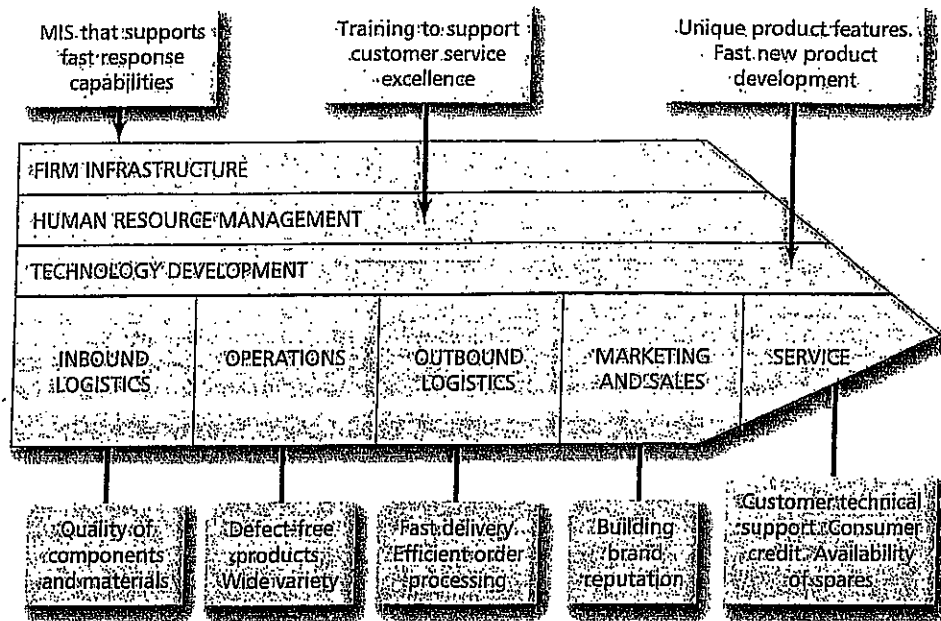 MIS that supports
fast response
capabilities
Training to support
customer service
excellence
Unique product features.
Fast new product
development
FIRM INFRASTRUCTURE
HUMAN RESOURCE MANAGEMENT
TECHNOLOGY DEVELOPMENT
INBOUND
LOGISTICS
OPERATIONS
OUTBOUND
LOGISTICS
MARKETING
AND SALES
SERVICE
Quality of
components
and materials
Defect-free
products.
Wide variety
Fast delivery.
Efficient order
processing
Building
brand
reputation
Customer technical
support. Consumer
credit. Availability
of spares